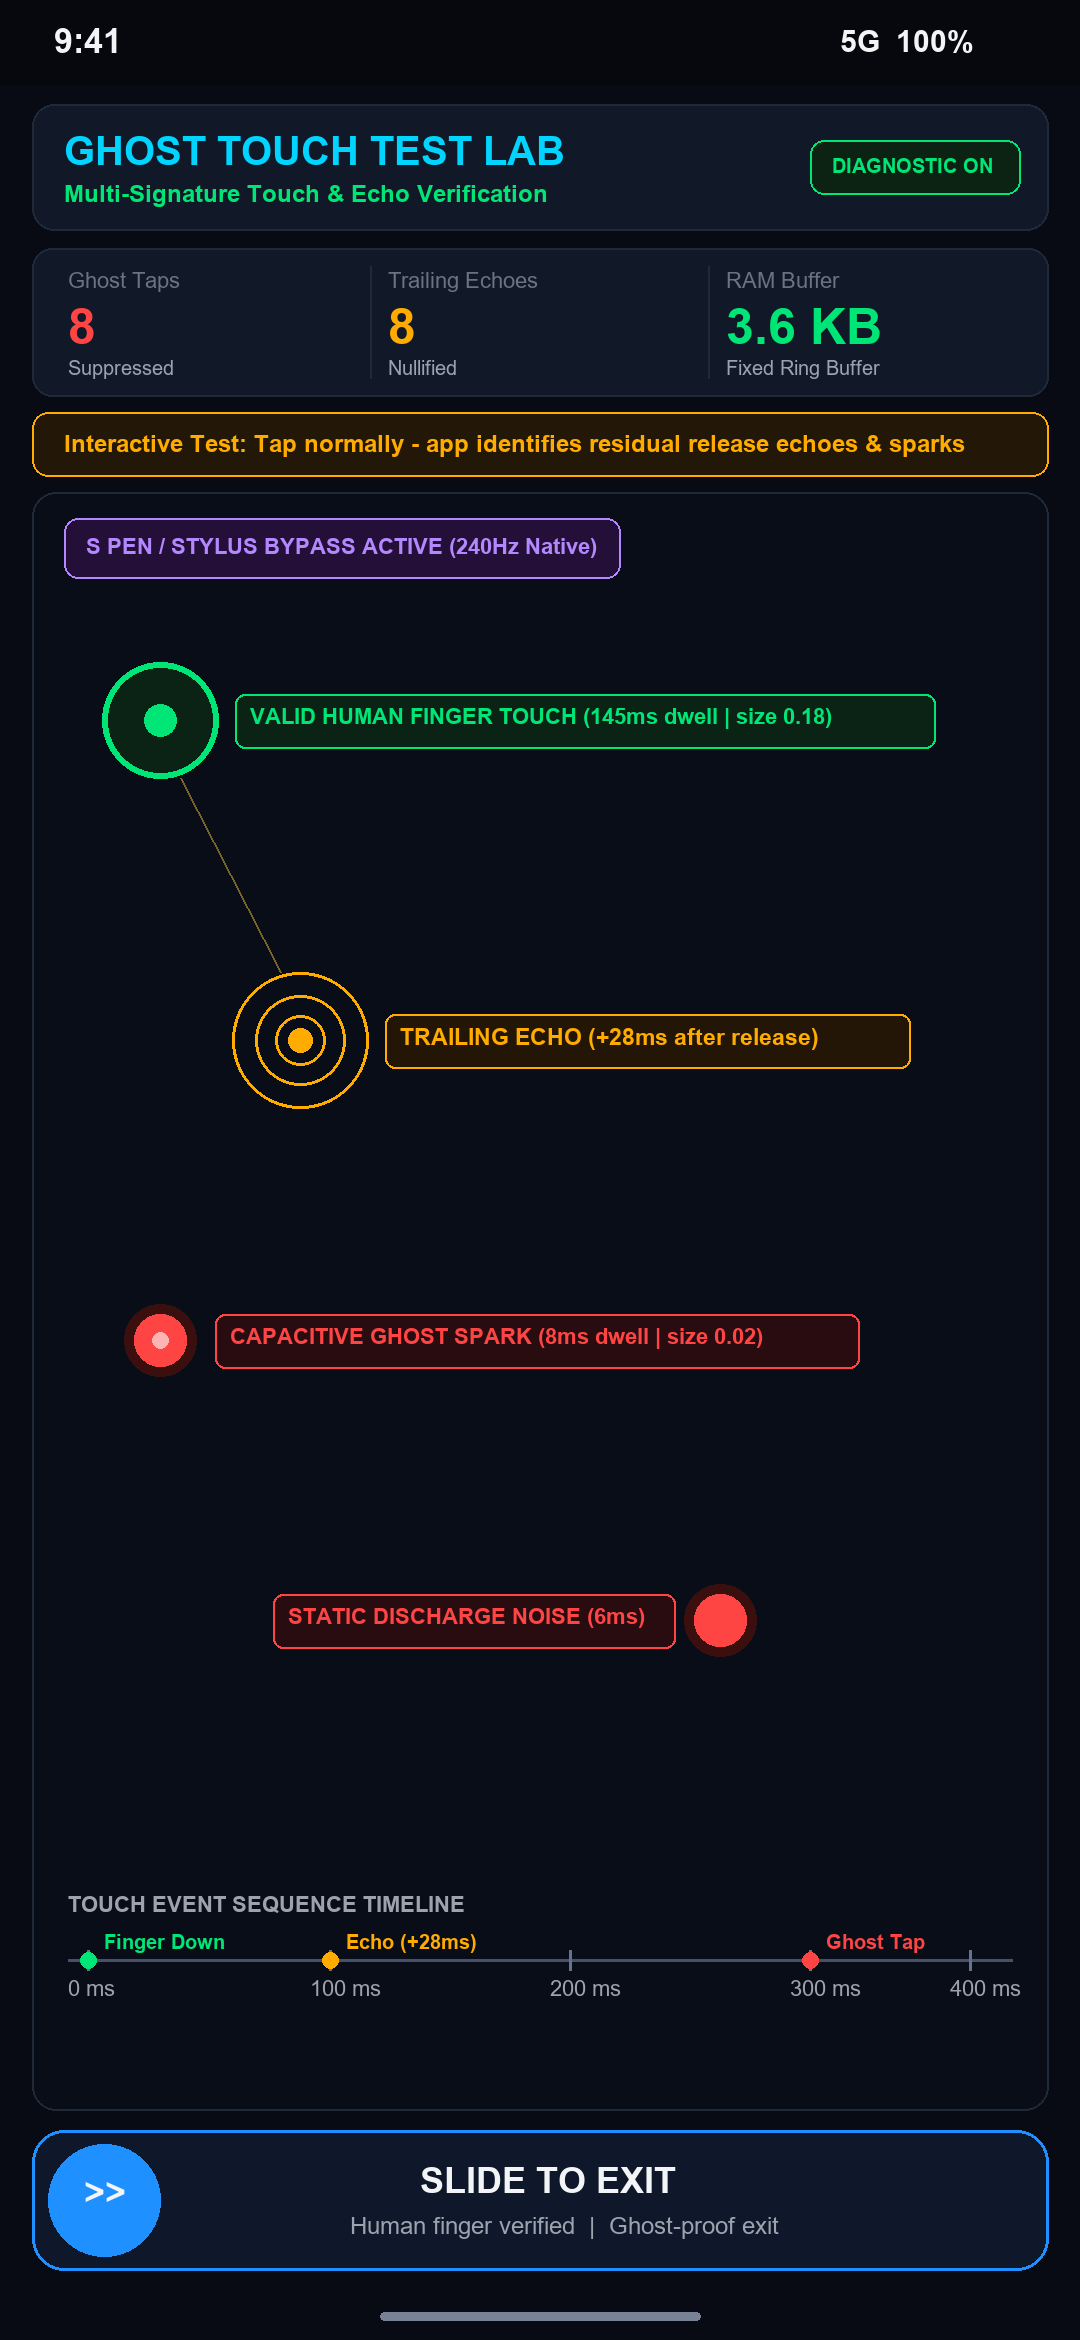 9:41
5G 100%
GHOST TOUCH TEST LAB
Multi-Signature Touch & Echo Verification
DIAGNOSTIC ON
Ghost Taps
8
Suppressed
Trailing Echoes
8
Nullified
RAM Buffer
3.6 KB
Fixed Ring Buffer
Interactive Test: Tap normally - app identifies residual release echoes & sparks
S PEN / STYLUS BYPASS ACTIVE (240Hz Native)
VALID HUMAN FINGER TOUCH (145ms dwell | size 0.18)
TRAILING ECHO (+28ms after release)
CAPACITIVE GHOST SPARK (8ms dwell | size 0.02)
STATIC DISCHARGE NOISE (6ms)
TOUCH EVENT SEQUENCE TIMELINE
Finger Down
Echo (+28ms)
Ghost Tap
0 ms
100 ms
200 ms
300 ms
400 ms
>>
SLIDE TO EXIT
Human finger verified | Ghost-proof exit